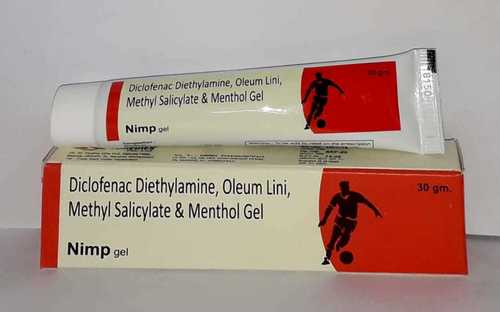 Diclofenac Diethylamine, Oleum Lini,
Methyl Salicylate & Menthol Gel
30 gm.
Nimp gel
8150
Diclofenac Diethylamine, Oleum Lini,
Methyl Salicylate & Menthol Gel
30 gm.
Nimp gel